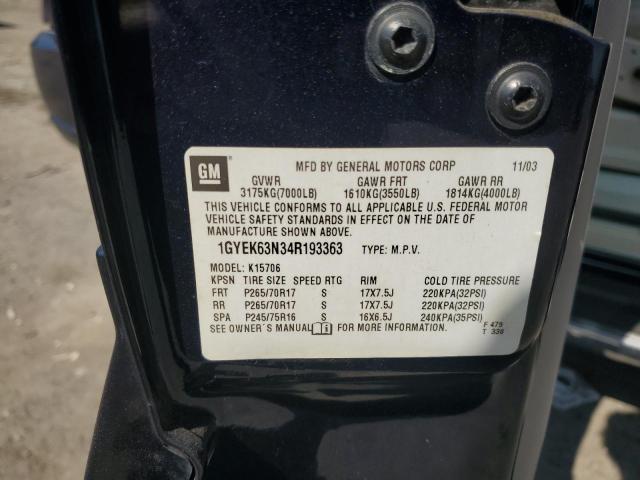 GM MFD BY GENERAL MOTORS CORP 11/03
GVWR GAWR FRT GAWR RR
3175KG(7000LB) 1610KG(3550LB) 1814KG(4000LB)
THIS VEHICLE CONFORMS TO ALL APPLICABLE U.S. FEDERAL MOTOR
VEHICLE SAFETY STANDARDS IN EFFECT ON THE DATE OF
MANUFACTURE SHOWN ABOVE.
1GYEK63N34R193363 TYPE: M.P.V.
MODEL: K15706
KPSN TIRE SIZE SPEED RTG RIM COLD TIRE PRESSURE
FRT P265/70R17 S 17X7.5J 220KPA(32PSI)
RR P265/70R17 S 17X7.5J 220KPA(32PSI)
SPA P245/75R16 S 16X6.5J 240KPA(35PSI)
SEE OWNER'S MANUAL FOR MORE INFORMATION. F 479
T 338